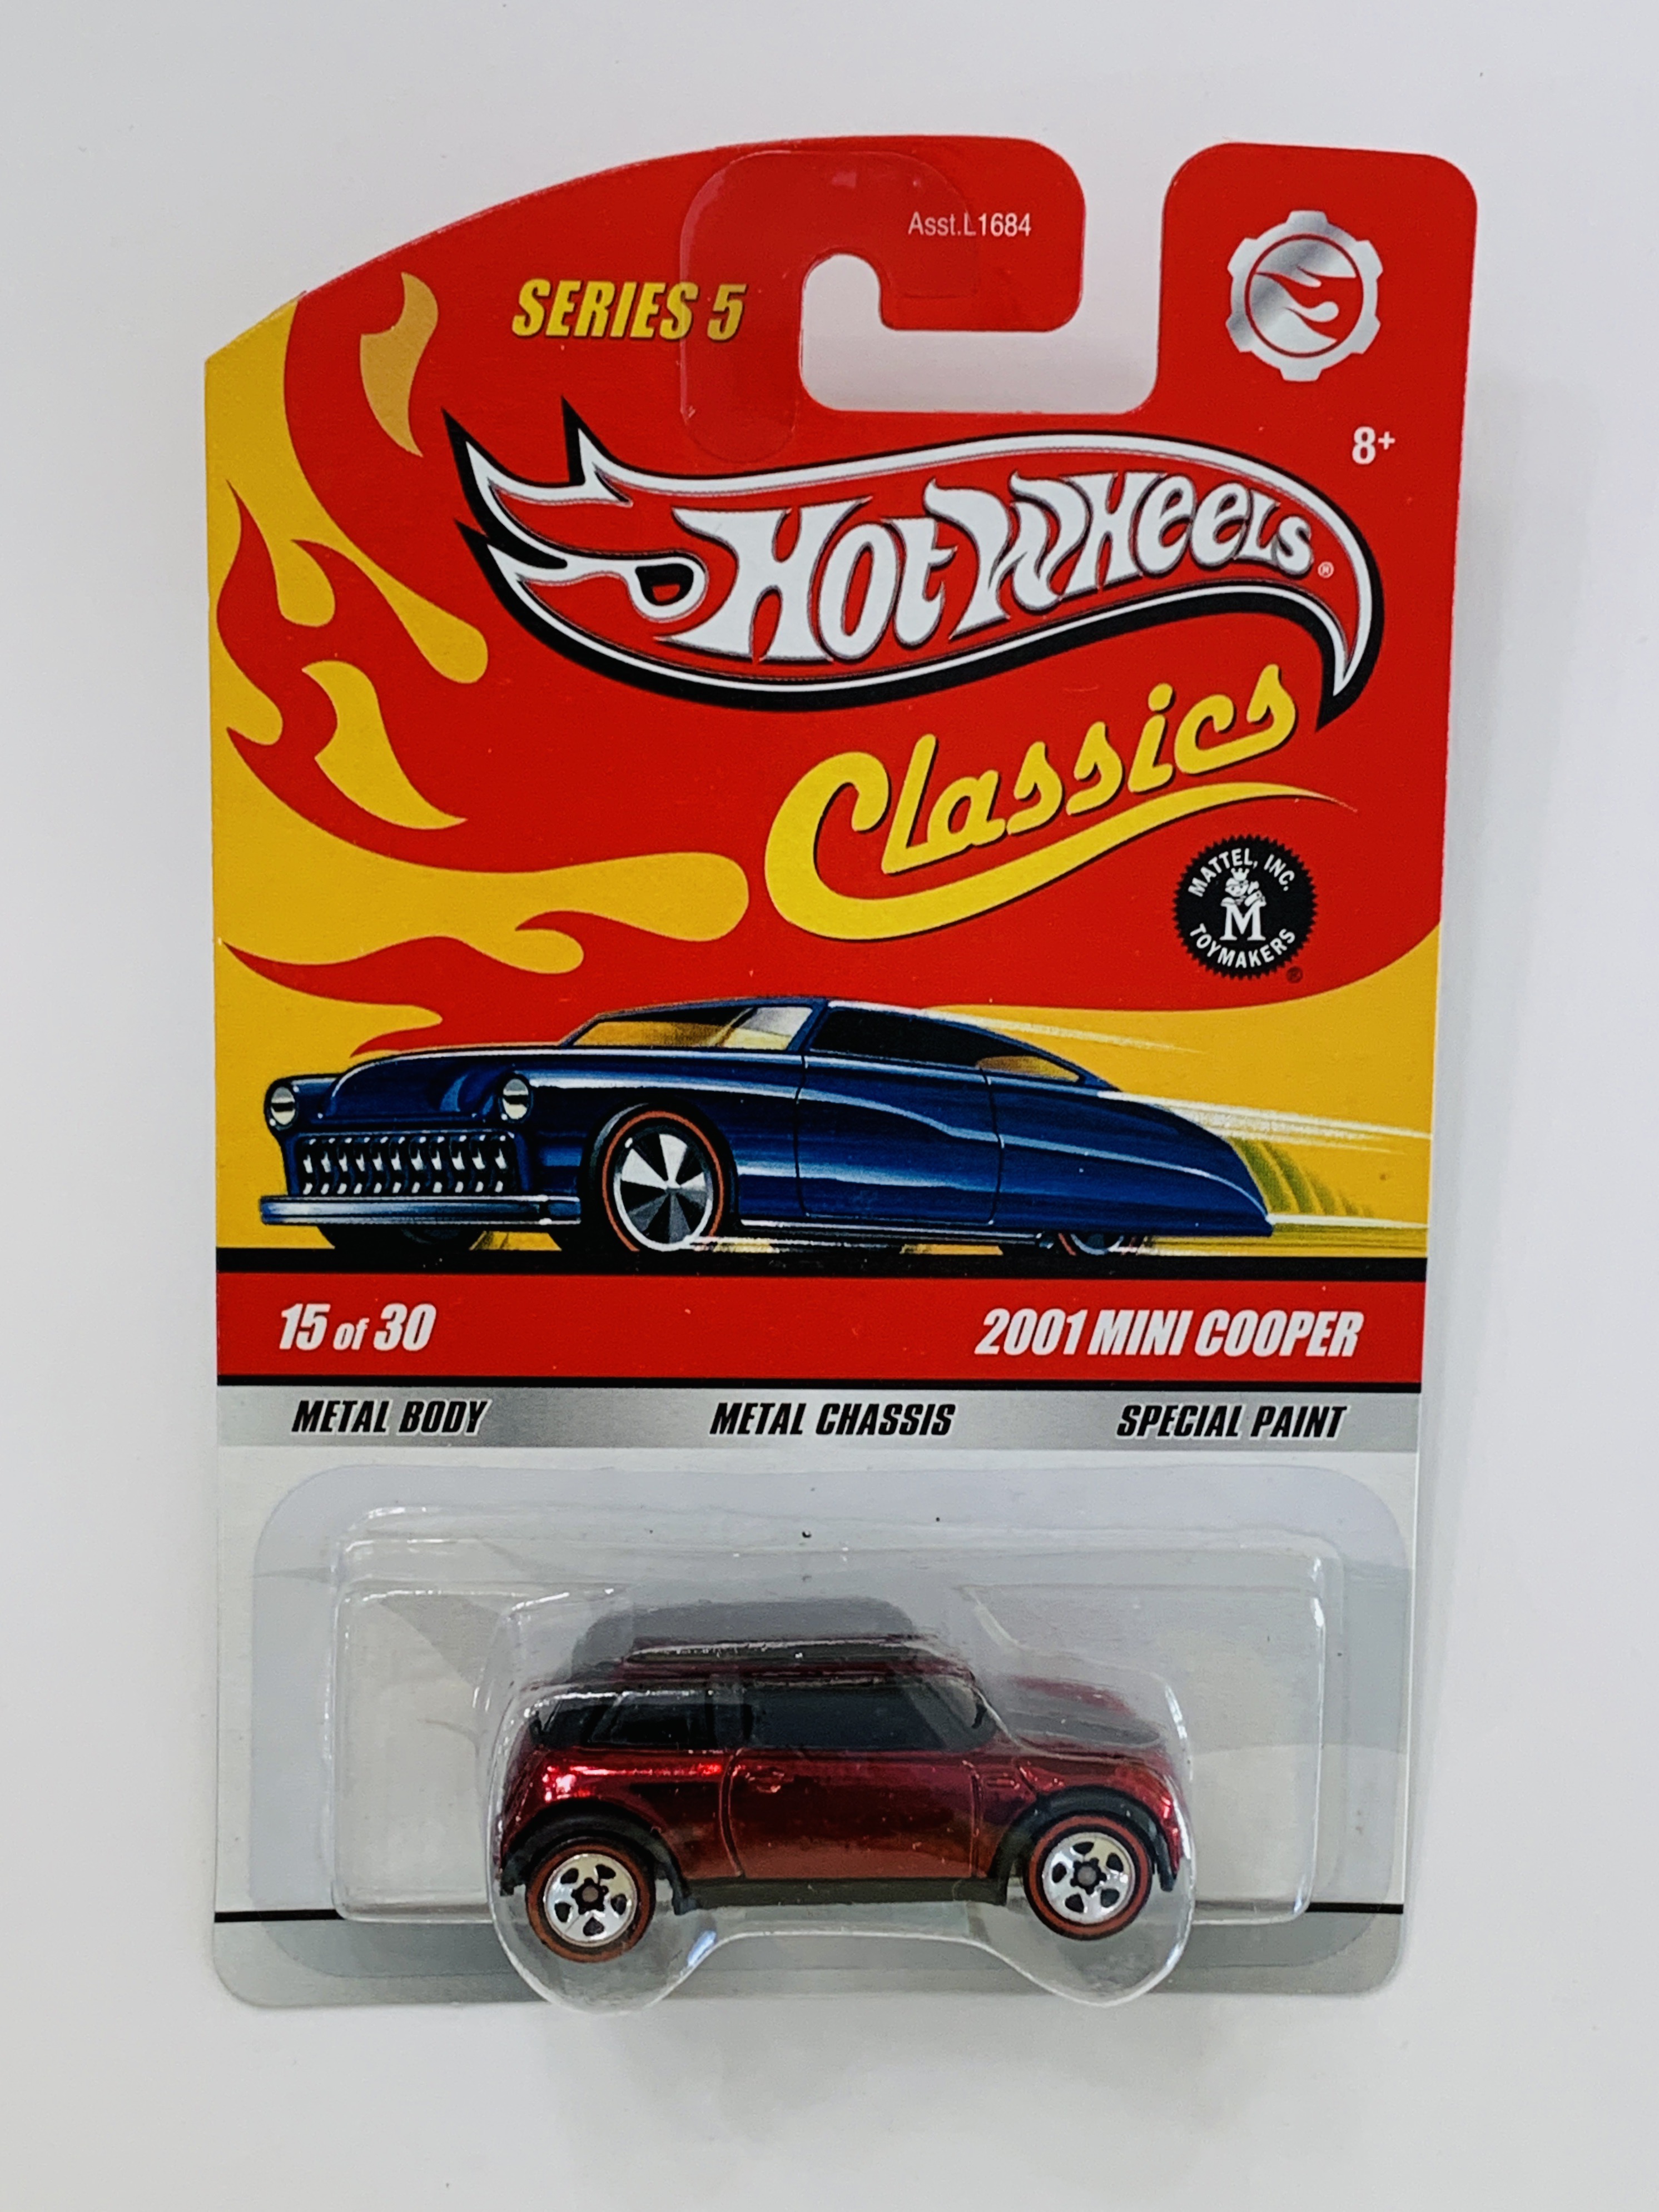 Asst.L1684
SERIES 5
8+
HOT WHEELS®
Classics
MATTEL, INC.
M
TOYMAKERS
®
15 of 30
2001 MINI COOPER
METAL BODY
METAL CHASSIS
SPECIAL PAINT